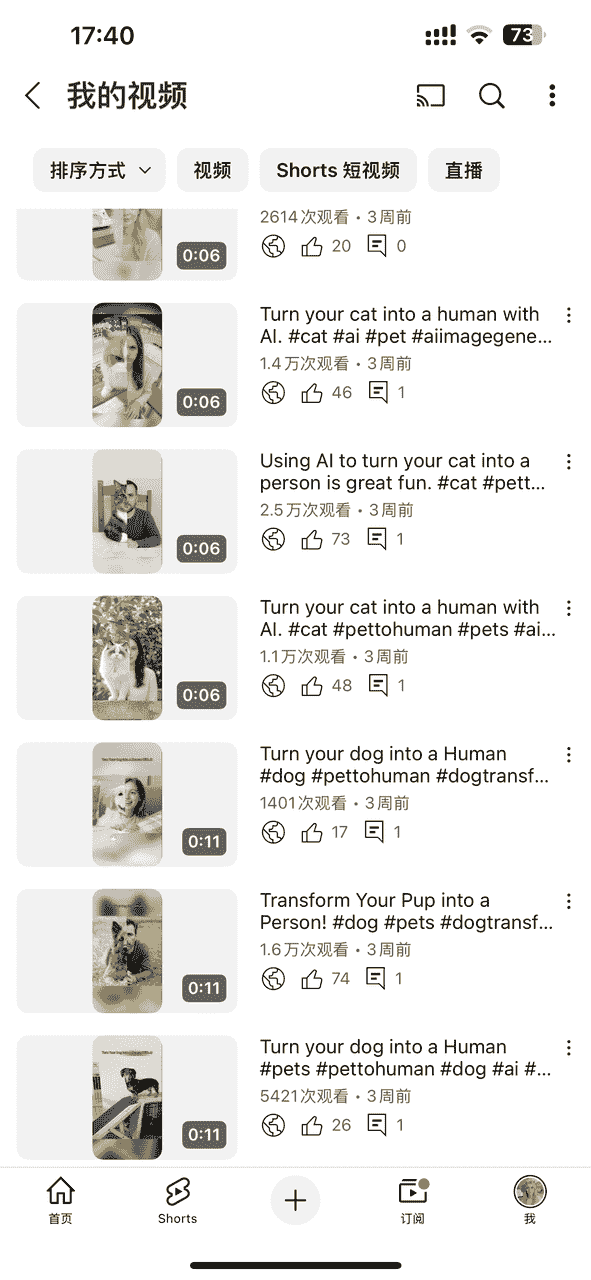 17:40
73
我的视频
排序方式
视频
Shorts 短视频
直播
2614次观看 • 3周前
0:06
20
0
Turn your cat into a human with
AI. #cat #ai #pet #aiimagegene...
1.4万次观看 • 3周前
0:06
46
1
Using AI to turn your cat into a
person is great fun. #cat #pett...
2.5万次观看 • 3周前
0:06
73
1
Turn your cat into a human with
AI. #cat #pettohuman #pets #ai...
1.1万次观看 • 3周前
0:06
48
1
Turn your dog into a Human
#dog #pettohuman #dogtransf...
1401次观看 • 3周前
0:11
17
1
Transform Your Pup into a
Person! #dog #pets #dogtransf...
1.6万次观看 • 3周前
0:11
74
1
Turn your dog into a Human
#pets #pettohuman #dog #ai #...
5421次观看 • 3周前
0:11
26
1
首页
Shorts
订阅
我